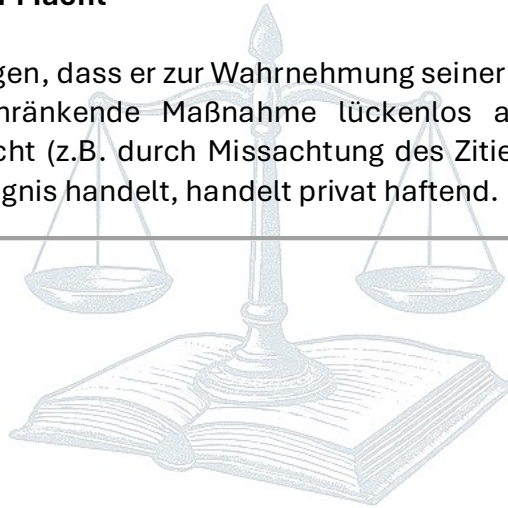 gen, dass er zur Wahrnehmung seiner
hränkende Maßnahme lückenlos a
cht (z.B. durch Missachtung des Zitie
gnis handelt, handelt privat haftend.